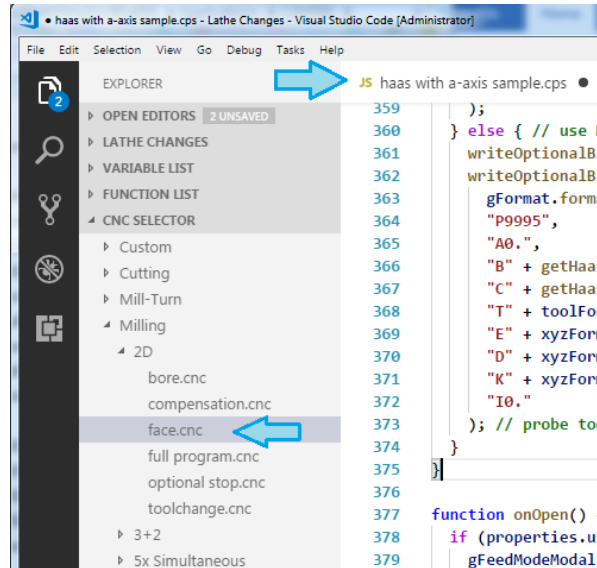 haas with a-axis sample.cps - Lathe Changes - Visual Studio Code [Administrator]
File Edit Selection View Go Debug Tasks Help
2
EXPLORER
OPEN EDITORS 2 UNSAVED
LATHE CHANGES
VARIABLE LIST
FUNCTION LIST
CNC SELECTOR
Custom
Cutting
Mill-Turn
Milling
2D
bore.cnc
compensation.cnc
face.cnc
full program.cnc
optional stop.cnc
toolchange.cnc
3+2
5x Simultaneous
JS haas with a-axis sample.cps
359 );
360 } else { // use
361 writeOptionalB
362 writeOptionalB
363 gFormat.forma
364 "P9995",
365 "A0.",
366 "B" + getHaa
367 "C" + getHaa
368 "T" + toolFo
369 "E" + xyzFor
370 "D" + xyzFor
371 "K" + xyzFor
372 "I0."
373 ); // probe to
374 }
375 }
376
377 function onOpen()
378 if (properties.u
379 gFeedModeModal